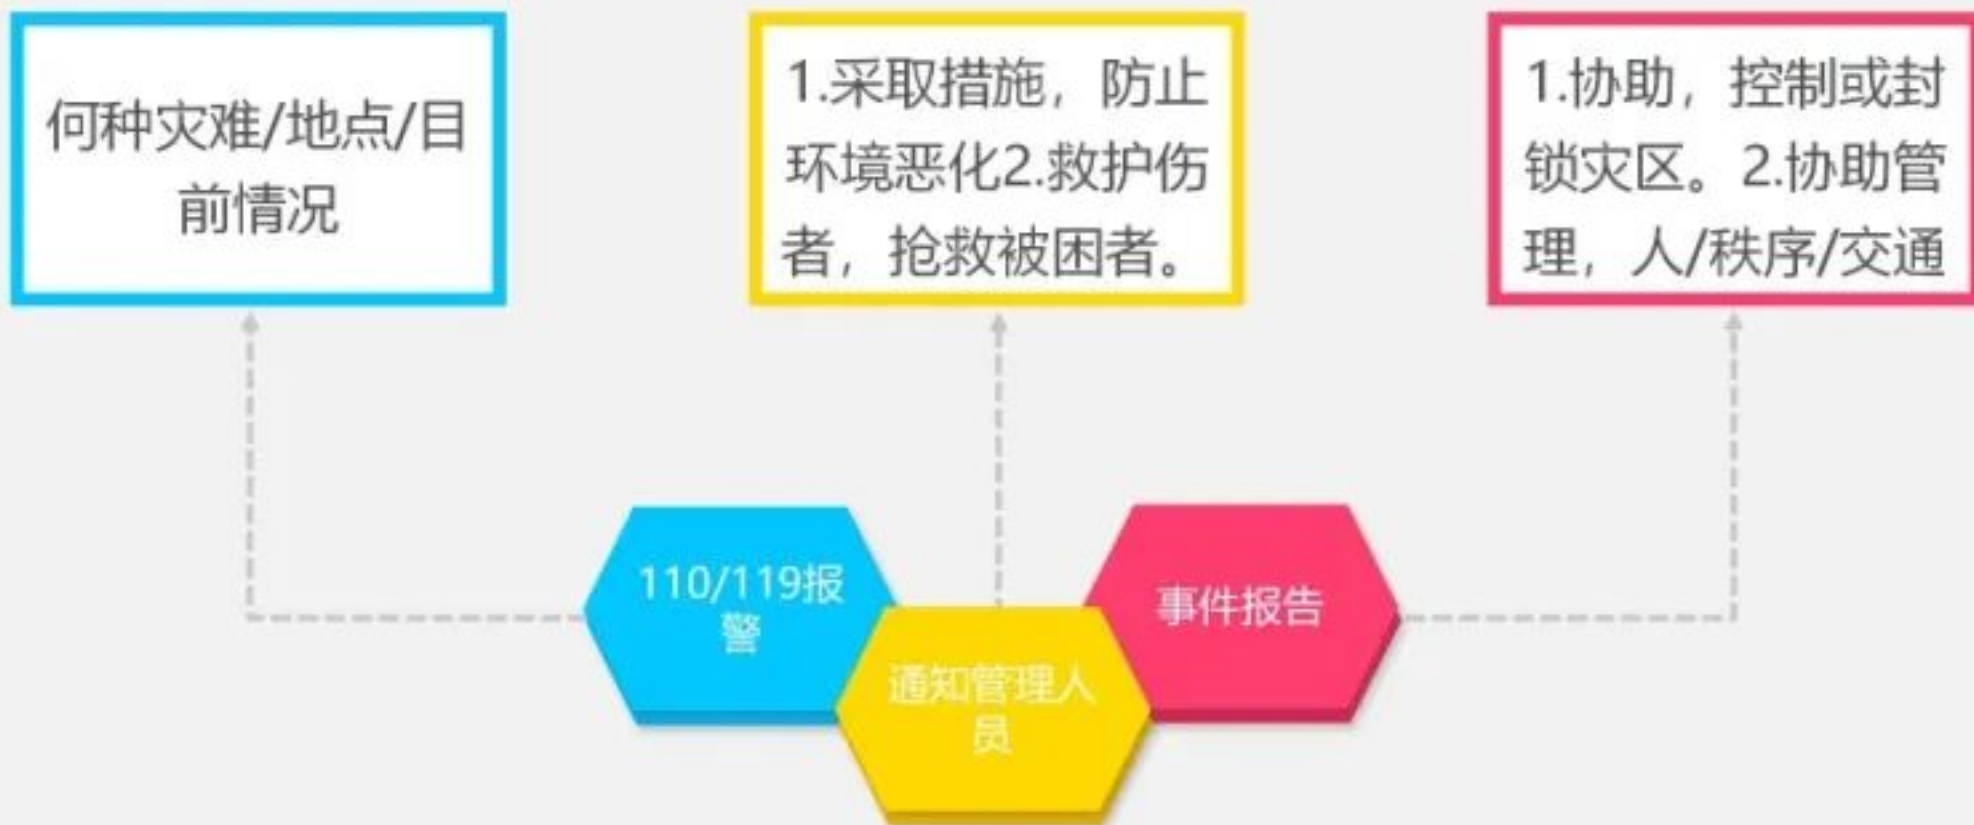 何种灾难/地点/目
前情况
1.采取措施，防止
环境恶化2.救护伤
者，抢救被困者。
1.协助，控制或封
锁灾区。2.协助管
理，人/秩序/交通
110/119报
警
通知管理人
员
事件报告